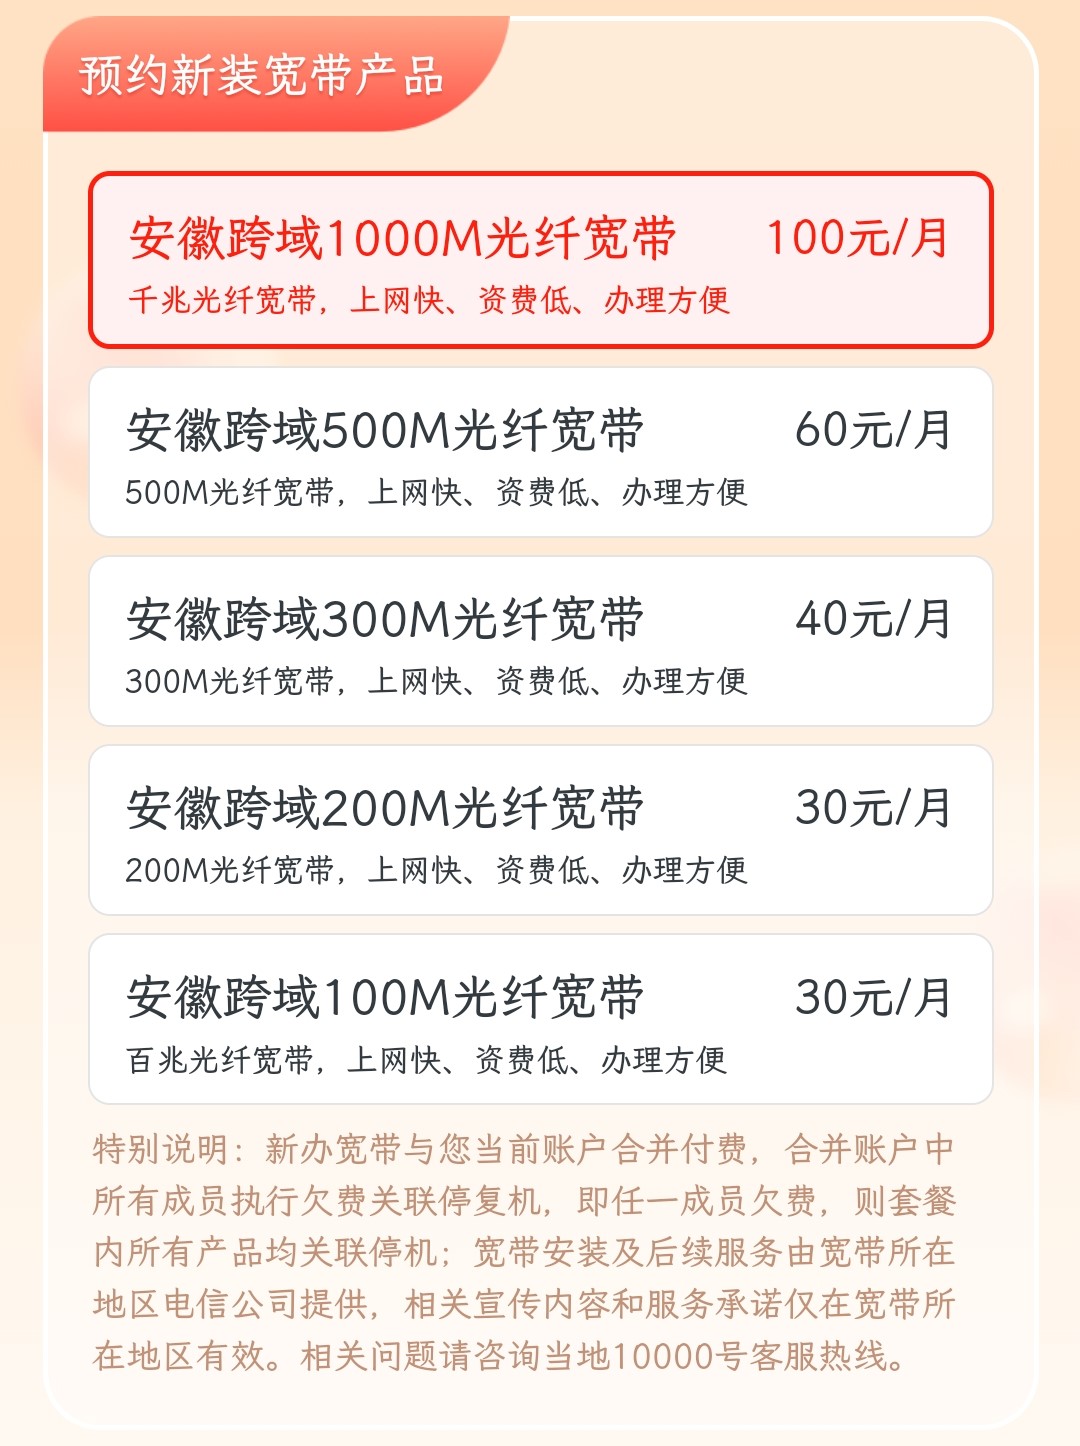 预约新装宽带产品
安徽跨域1000M光纤宽带 100元/月
千兆光纤宽带，上网快、资费低、办理方便
安徽跨域500M光纤宽带 60元/月
500M光纤宽带，上网快、资费低、办理方便
安徽跨域300M光纤宽带 40元/月
300M光纤宽带，上网快、资费低、办理方便
安徽跨域200M光纤宽带 30元/月
200M光纤宽带，上网快、资费低、办理方便
安徽跨域100M光纤宽带 30元/月
百兆光纤宽带，上网快、资费低、办理方便
特别说明：新办宽带与您当前账户合并付费，合并账户中
所有成员执行欠费关联停复机，即任一成员欠费，则套餐
内所有产品均关联停机；宽带安装及后续服务由宽带所在
地区电信公司提供，相关宣传内容和服务承诺仅在宽带所
在地区有效。相关问题请咨询当地10000号客服热线。